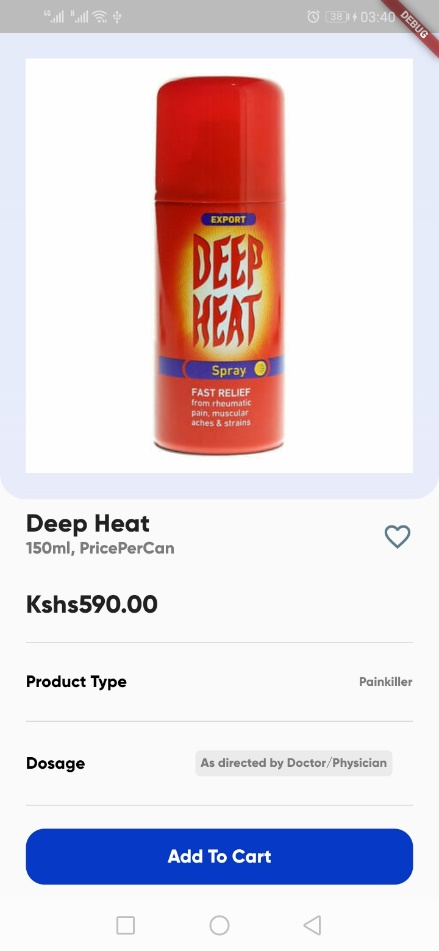 38
03:40
DEBUG
EXPORT
DEEP
HEAT
Spray
FAST RELIEF
from rheumatic
pain, muscular
aches & strains
Deep Heat
150ml, PricePerCan
Kshs590.00
Product Type
Painkiller
Dosage
As directed by Doctor/Physician
Add To Cart